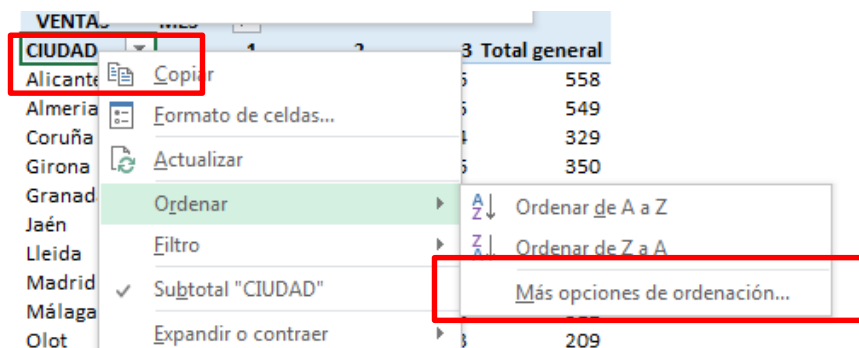 VENTAS MES
CIUDAD 1 2 3 Total general
Alicante Copiar 558
Almeria Formato de celdas... 549
Coruña 329
Girona Actualizar 350
Granad Ordenar Ordenar de A a Z
Jaén
Lleida Filtro Ordenar de Z a A
Madrid Subtotal "CIUDAD" Más opciones de ordenación...
Málaga
Olot Expandir o contraer 3 209